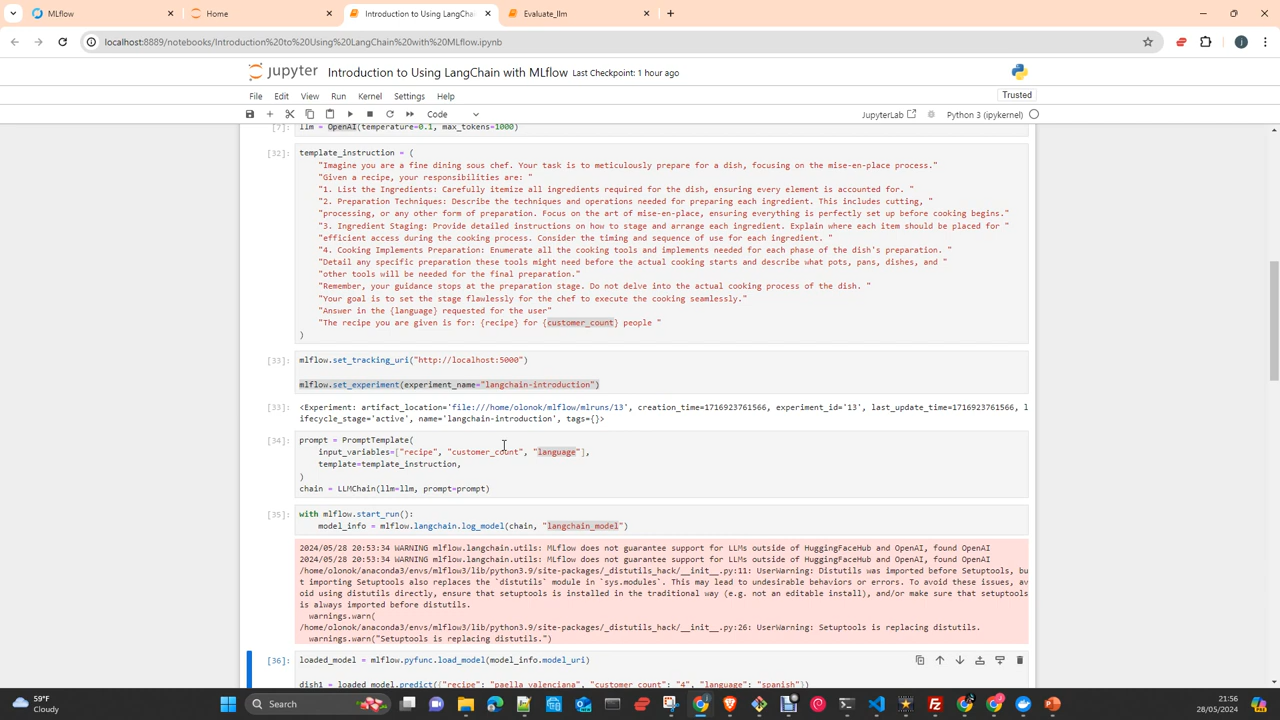 MLflow
Home
Introduction to Using LangCha
Evaluate_llm
localhost:8889/notebooks/Introduction%20to%20Using%20LangChain%20with%20MLflow.ipynb
jupyter Introduction to Using LangChain with MLflow Last Checkpoint: 1 hour ago
File Edit View Run Kernel Settings Help
Trusted
Code
JupyterLab
Python 3 (ipykernel)
[7]: llm = OpenAI(temperature=0.1, max_tokens=1000)
[32]: template_instruction = (
"Imagine you are a fine dining sous chef. Your task is to meticulously prepare for a dish, focusing on the mise-en-place process."
"Given a recipe, your responsibilities are: "
"1. List the Ingredients: Carefully itemize all ingredients required for the dish, ensuring every element is accounted for. "
"2. Preparation Techniques: Describe the techniques and operations needed for preparing each ingredient. This includes cutting, "
"processing, or any other form of preparation. Focus on the art of mise-en-place, ensuring everything is perfectly set up before cooking begins."
"3. Ingredient Staging: Provide detailed instructions on how to stage and arrange each ingredient. Explain where each item should be placed for "
"efficient access during the cooking process. Consider the timing and sequence of use for each ingredient. "
"4. Cooking Implements Preparation: Enumerate all the cooking tools and implements needed for each phase of the dish's preparation. "
"Detail any specific preparation these tools might need before the actual cooking starts and describe what pots, pans, dishes, and "
"other tools will be needed for the final preparation."
"Remember, your guidance stops at the preparation stage. Do not delve into the actual cooking process of the dish. "
"Your goal is to set the stage flawlessly for the chef to execute the cooking seamlessly."
"Answer in the {language} requested for the user"
"The recipe you are given is for: {recipe} for {customer_count} people "
)
[33]: mlflow.set_tracking_uri("http://localhost:5000")
mlflow.set_experiment(experiment_name="langchain-introduction")
[33]: <Experiment: artifact_location='file:///home/olonok/mlflow/mlruns/13', creation_time=1716923761566, experiment_id='13', last_update_time=1716923761566, l
ifecycle_stage='active', name='langchain-introduction', tags={}>
[34]: prompt = PromptTemplate(
input_variables=["recipe", "customer_count", "language"],
template=template_instruction,
)
chain = LLMChain(llm=llm, prompt=prompt)
[35]: with mlflow.start_run():
model_info = mlflow.langchain.log_model(chain, "langchain_model")
2024/05/28 20:53:34 WARNING mlflow.langchain.utils: MLflow does not guarantee support for LLMs outside of HuggingFaceHub and OpenAI, found OpenAI
2024/05/28 20:53:34 WARNING mlflow.langchain.utils: MLflow does not guarantee support for LLMs outside of HuggingFaceHub and OpenAI, found OpenAI
/home/olonok/anaconda3/envs/mlflow3/lib/python3.9/site-packages/_distutils_hack/__init__.py:11: UserWarning: Distutils was imported before Setuptools, bu
t importing Setuptools also replaces the `distutils` module in `sys.modules`. This may lead to undesirable behaviors or errors. To avoid these issues, av
oid using distutils directly, ensure that setuptools is installed in the traditional way (e.g. not an editable install), and/or make sure that setuptools
is always imported before distutils.
warnings.warn(
/home/olonok/anaconda3/envs/mlflow3/lib/python3.9/site-packages/_distutils_hack/__init__.py:26: UserWarning: Setuptools is replacing distutils.
warnings.warn("Setuptools is replacing distutils.")
[36]: loaded_model = mlflow.pyfunc.load_model(model_info.model_uri)
dish1 = loaded_model.predict({"recipe": "paella valenciana", "customer_count": "4", "language": "spanish"})
59°F
Cloudy
Search
21:56
28/05/2024